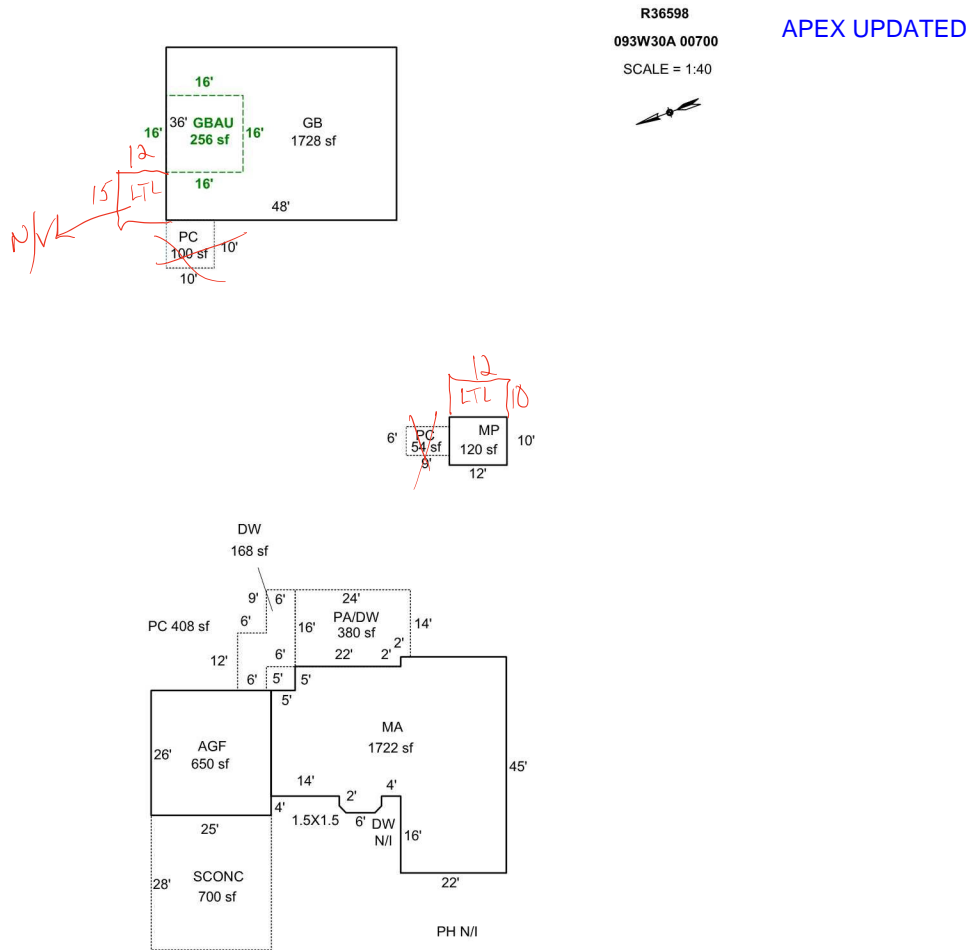 R36598
APEX UPDATED
093W30A 00700
SCALE = 1:40
16'
36' GBAU
256 sf
16'
16'
16'
GB
1728 sf
48'
12
15
LTL
N/V
PC
100 sf
10'
10'
12
LTL
10
6'
PC
54 sf
9'
MP
120 sf
10'
12'
DW
168 sf
9'
6'
24'
PC 408 sf
6'
16'
PA/DW
380 sf
14'
12'
6'
22'
2'
2'
6'
5'
5'
5'
MA
1722 sf
26'
AGF
650 sf
45'
14'
2'
4'
4'
1.5X1.5
6'
DW
N/I
16'
25'
28'
SCONC
700 sf
22'
PH N/I